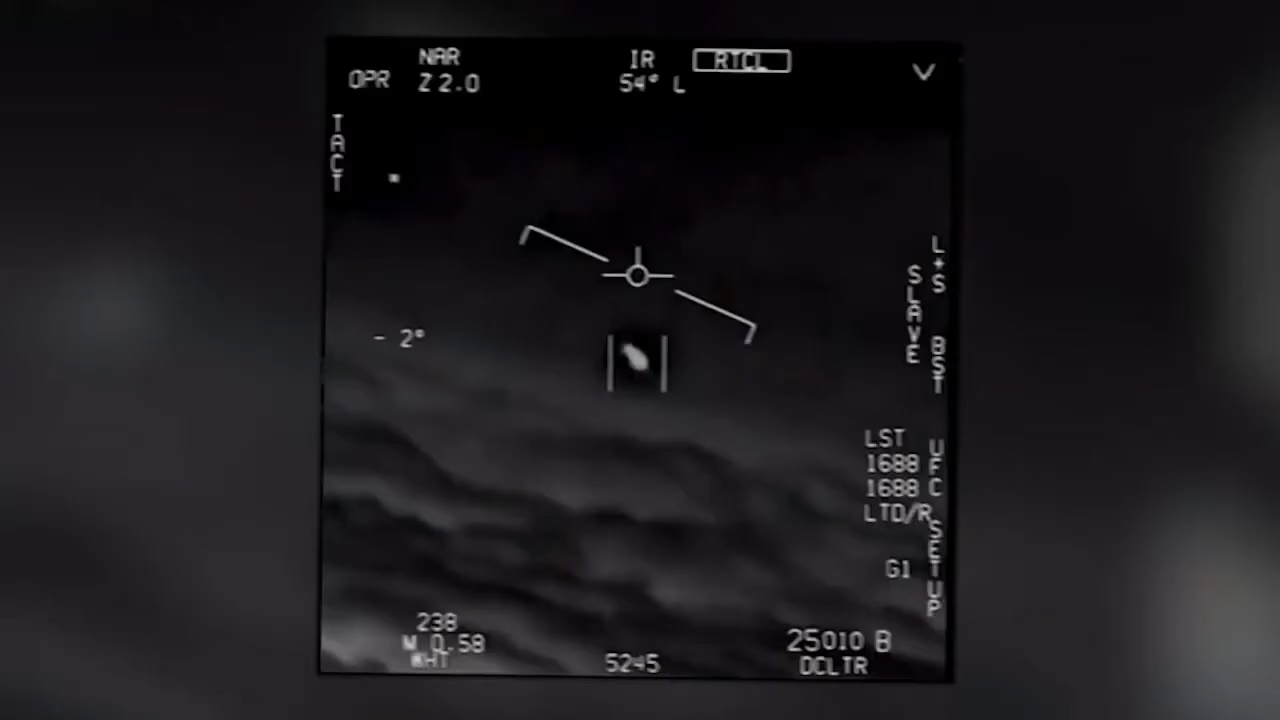 NAR
IR
RTCL
OPR
Z 2.0
54° L
TACT
- 2°
L+S
SLAVE
BST
LST
1688
1688
LTD/R
UFC
SETUP
G1
238
M 0.58
WHT
5245
25010 B
DCLTR